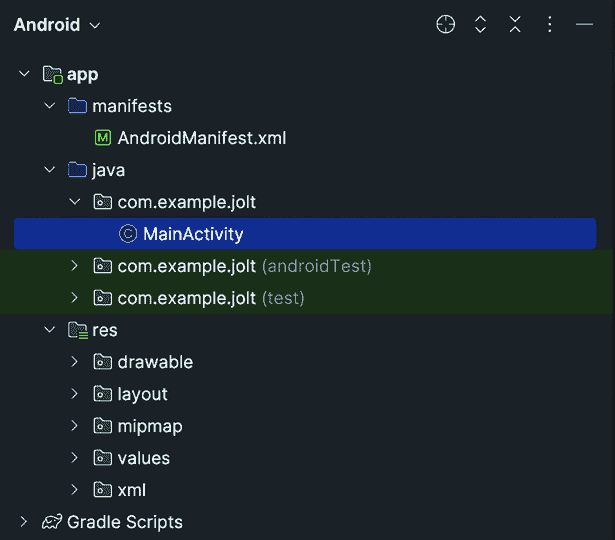 Android
app
manifests
AndroidManifest.xml
java
com.example.jolt
MainActivity
com.example.jolt (androidTest)
com.example.jolt (test)
res
drawable
layout
mipmap
values
xml
Gradle Scripts